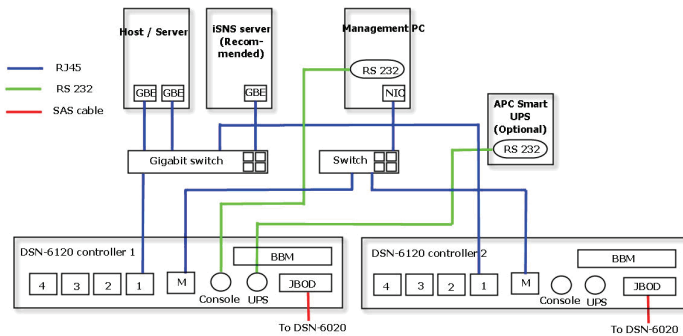 Host / Server
iSNS server
(Recom-
mended)
Management PC
RJ45
RS 232
SAS cable
GBE
GBE
GBE
RS 232
NIC
APC Smart
UPS
(Optional)
RS 232
Gigabit switch
Switch
DSN-6120 controller 1
BBM
4
3
2
1
M
Console
UPS
JBOD
To DSN-6020
DSN-6120 controller 2
BBM
4
3
2
1
M
Console
UPS
JBOD
To DSN-6020